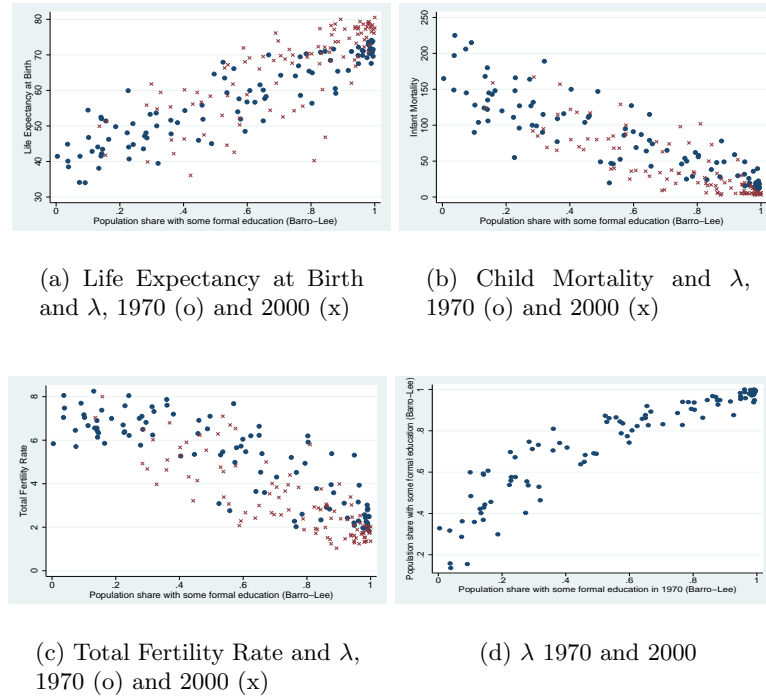 80
70
60
50
40
30
Life Expectancy at Birth
0 .2 .4 .6 .8 1
Population share with some formal education (Barro−Lee)
(a) Life Expectancy at Birth
and λ, 1970 (o) and 2000 (x)
250
200
150
100
50
0
Infant Mortality
0 .2 .4 .6 .8 1
Population share with some formal education (Barro−Lee)
(b) Child Mortality and λ,
1970 (o) and 2000 (x)
8
6
4
2
0
Total Fertility Rate
0 .2 .4 .6 .8 1
Population share with some formal education (Barro−Lee)
(c) Total Fertility Rate and λ,
1970 (o) and 2000 (x)
1
.8
.6
.4
.2
Population share with some formal education (Barro−Lee)
0 .2 .4 .6 .8 1
Population share with some formal education in 1970 (Barro−Lee)
(d) λ 1970 and 2000